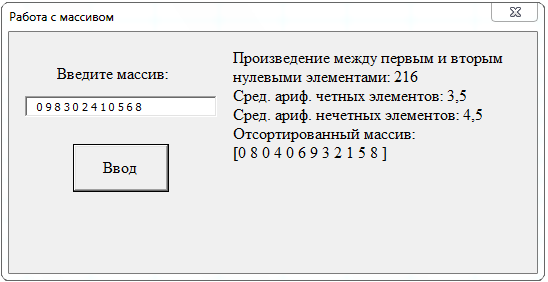 Работа с массивом
Введите массив:
0 9 8 3 0 2 4 1 0 5 6 8
Ввод
Произведение между первым и вторым
нулевыми элементами: 216
Сред. ариф. четных элементов: 3,5
Сред. ариф. нечетных элементов: 4,5
Отсортированный массив:
[0 8 0 4 0 6 9 3 2 1 5 8 ]